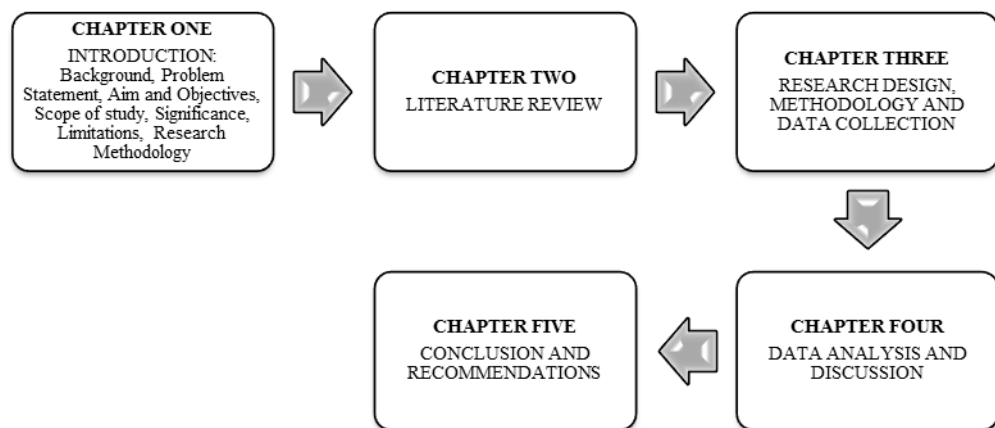 CHAPTER ONE
INTRODUCTION:
Background, Problem
Statement, Aim and Objectives,
Scope of study, Significance,
Limitations, Research
Methodology
CHAPTER TWO
LITERATURE REVIEW
CHAPTER THREE
RESEARCH DESIGN,
METHODOLOGY AND
DATA COLLECTION
CHAPTER FOUR
DATA ANALYSIS AND
DISCUSSION
CHAPTER FIVE
CONCLUSION AND
RECOMMENDATIONS